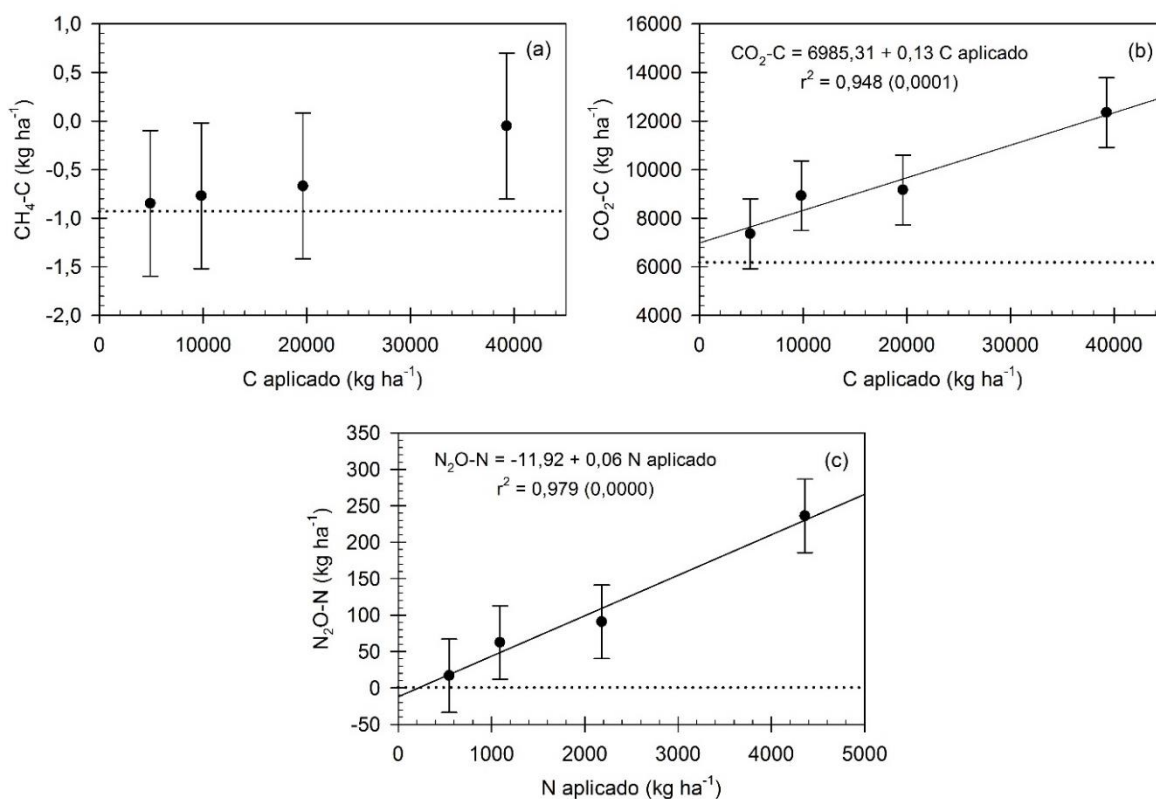 (a)
1,0
0,5
0,0
-0,5
-1,0
-1,5
-2,0
CH₄-C (kg ha⁻¹)
0 10000 20000 30000 40000
C aplicado (kg ha⁻¹)
(b)
CO₂-C = 6985,31 + 0,13 C aplicado
r² = 0,948 (0,0001)
16000
14000
12000
10000
8000
6000
4000
CO₂-C (kg ha⁻¹)
0 10000 20000 30000 40000
C aplicado (kg ha⁻¹)
(c)
N₂O-N = -11,92 + 0,06 N aplicado
r² = 0,979 (0,0000)
350
300
250
200
150
100
50
0
-50
N₂O-N (kg ha⁻¹)
0 1000 2000 3000 4000 5000
N aplicado (kg ha⁻¹)